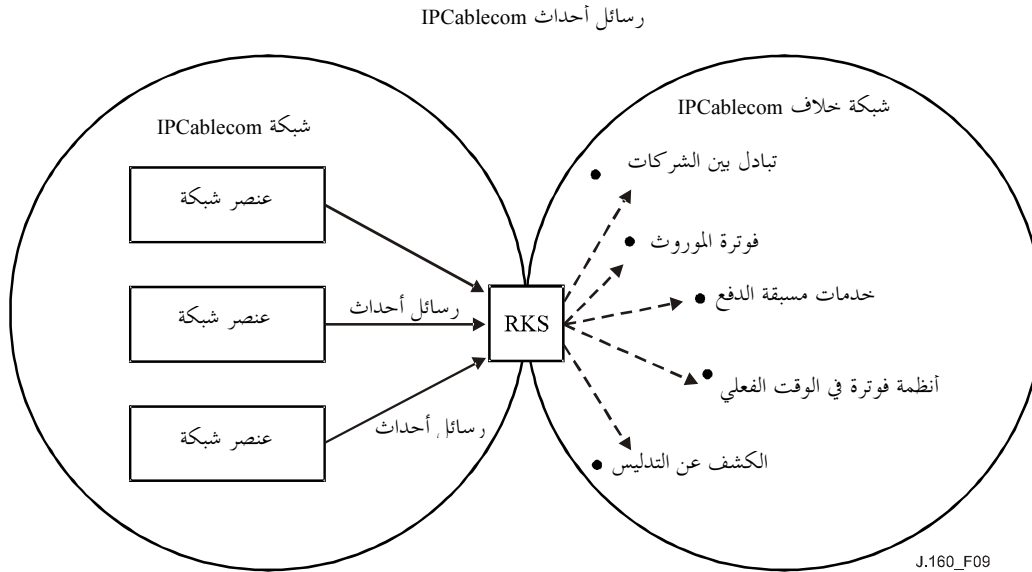 رسائل أحداث IPCablecom
شبكة خلاف IPCablecom
شبكة IPCablecom
تبادل بين الشركات
عنصر شبكة
فوترة الموروث
خدمات مسبقة الدفع
رسائل أحداث
عنصر شبكة
RKS
أنظمة فوترة في الوقت الفعلي
رسائل أحداث
عنصر شبكة
الكشف عن التدليس
J.160_F09